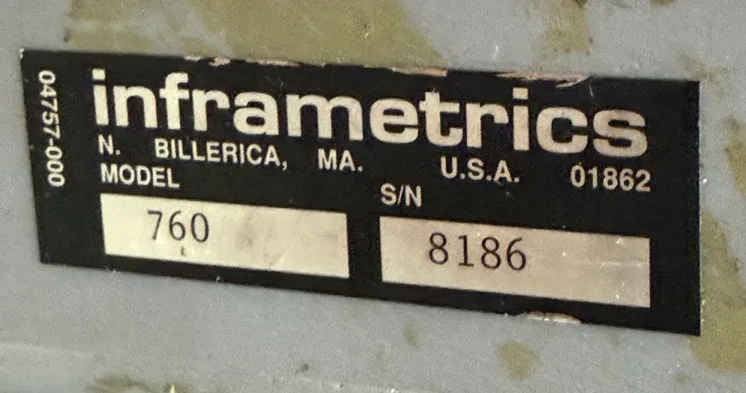 04757-000
inframetrics
N. BILLERICA, MA. U.S.A. 01862
MODEL S/N
760 8186